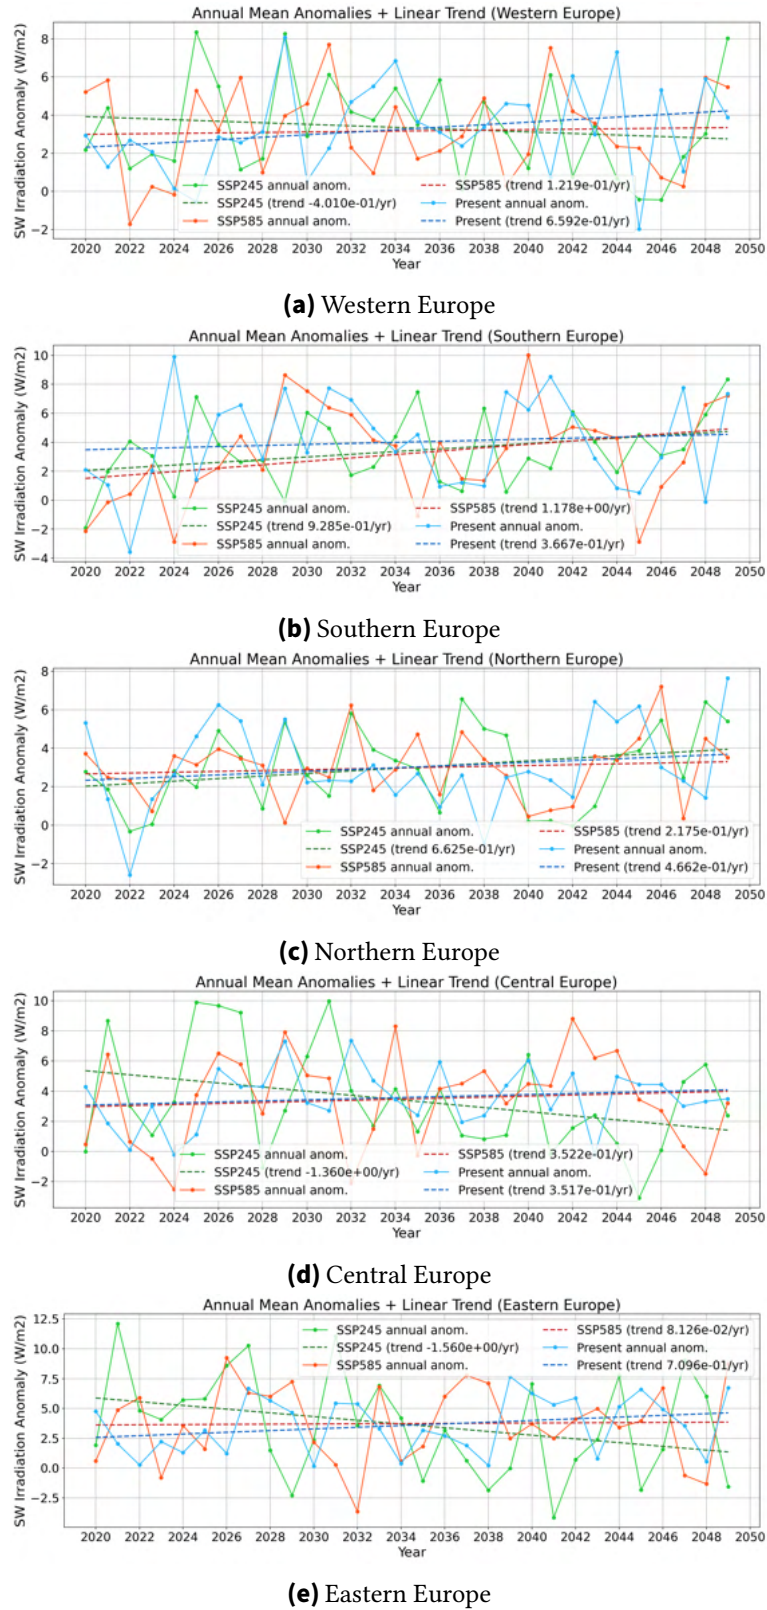 Annual Mean Anomalies + Linear Trend (Western Europe)
SW Irradiation Anomaly (W/m2)
8
6
4
2
0
−2
SSP245 annual anom.
SSP245 (trend -4.010e-01/yr)
SSP585 annual anom.
SSP585 (trend 1.219e-01/yr)
Present annual anom.
Present (trend 6.592e-01/yr)
2020 2022 2024 2026 2028 2030 2032 2034 2036 2038 2040 2042 2044 2046 2048 2050
Year
(a) Western Europe
Annual Mean Anomalies + Linear Trend (Southern Europe)
SW Irradiation Anomaly (W/m2)
10
8
6
4
2
0
−2
−4
SSP245 annual anom.
SSP245 (trend 9.285e-01/yr)
SSP585 annual anom.
SSP585 (trend 1.178e+00/yr)
Present annual anom.
Present (trend 3.667e-01/yr)
2020 2022 2024 2026 2028 2030 2032 2034 2036 2038 2040 2042 2044 2046 2048 2050
Year
(b) Southern Europe
Annual Mean Anomalies + Linear Trend (Northern Europe)
SW Irradiation Anomaly (W/m2)
8
6
4
2
0
−2
SSP245 annual anom.
SSP245 (trend 6.625e-01/yr)
SSP585 annual anom.
SSP585 (trend 2.175e-01/yr)
Present annual anom.
Present (trend 4.662e-01/yr)
2020 2022 2024 2026 2028 2030 2032 2034 2036 2038 2040 2042 2044 2046 2048 2050
Year
(c) Northern Europe
Annual Mean Anomalies + Linear Trend (Central Europe)
SW Irradiation Anomaly (W/m2)
10
8
6
4
2
0
−2
SSP245 annual anom.
SSP245 (trend -1.360e+00/yr)
SSP585 annual anom.
SSP585 (trend 3.522e-01/yr)
Present annual anom.
Present (trend 3.517e-01/yr)
2020 2022 2024 2026 2028 2030 2032 2034 2036 2038 2040 2042 2044 2046 2048 2050
Year
(d) Central Europe
Annual Mean Anomalies + Linear Trend (Eastern Europe)
SW Irradiation Anomaly (W/m2)
12.5
10.0
7.5
5.0
2.5
0.0
−2.5
SSP245 annual anom.
SSP245 (trend -1.560e+00/yr)
SSP585 annual anom.
SSP585 (trend 8.126e-02/yr)
Present annual anom.
Present (trend 7.096e-01/yr)
2020 2022 2024 2026 2028 2030 2032 2034 2036 2038 2040 2042 2044 2046 2048 2050
Year
(e) Eastern Europe